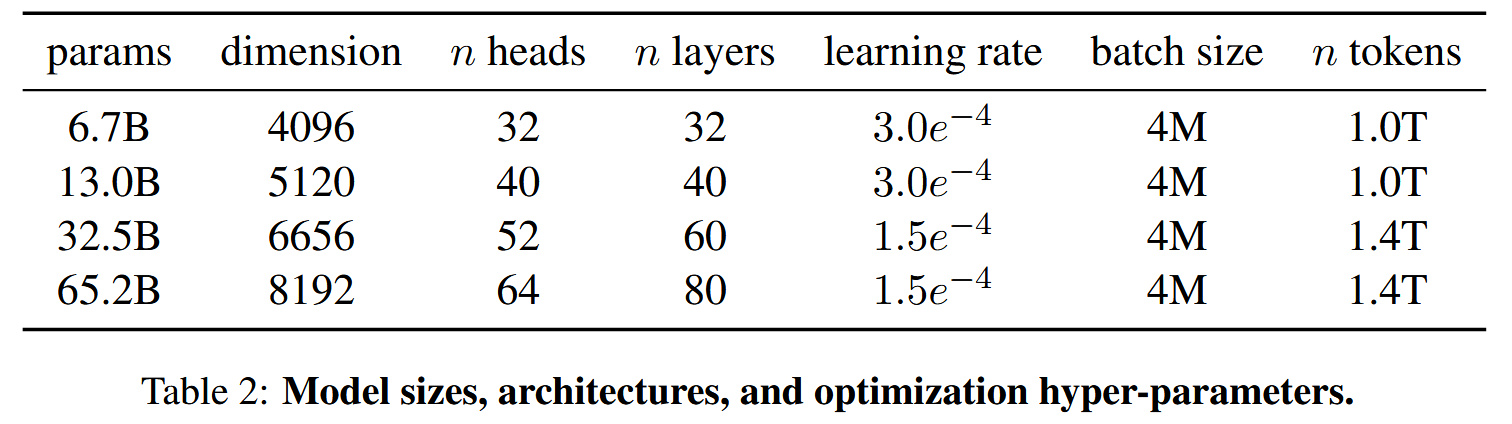 params dimension n heads n layers learning rate batch size n tokens
6.7B 4096 32 32 3.0e−4 4M 1.0T
13.0B 5120 40 40 3.0e−4 4M 1.0T
32.5B 6656 52 60 1.5e−4 4M 1.4T
65.2B 8192 64 80 1.5e−4 4M 1.4T
Table 2: Model sizes, architectures, and optimization hyper-parameters.